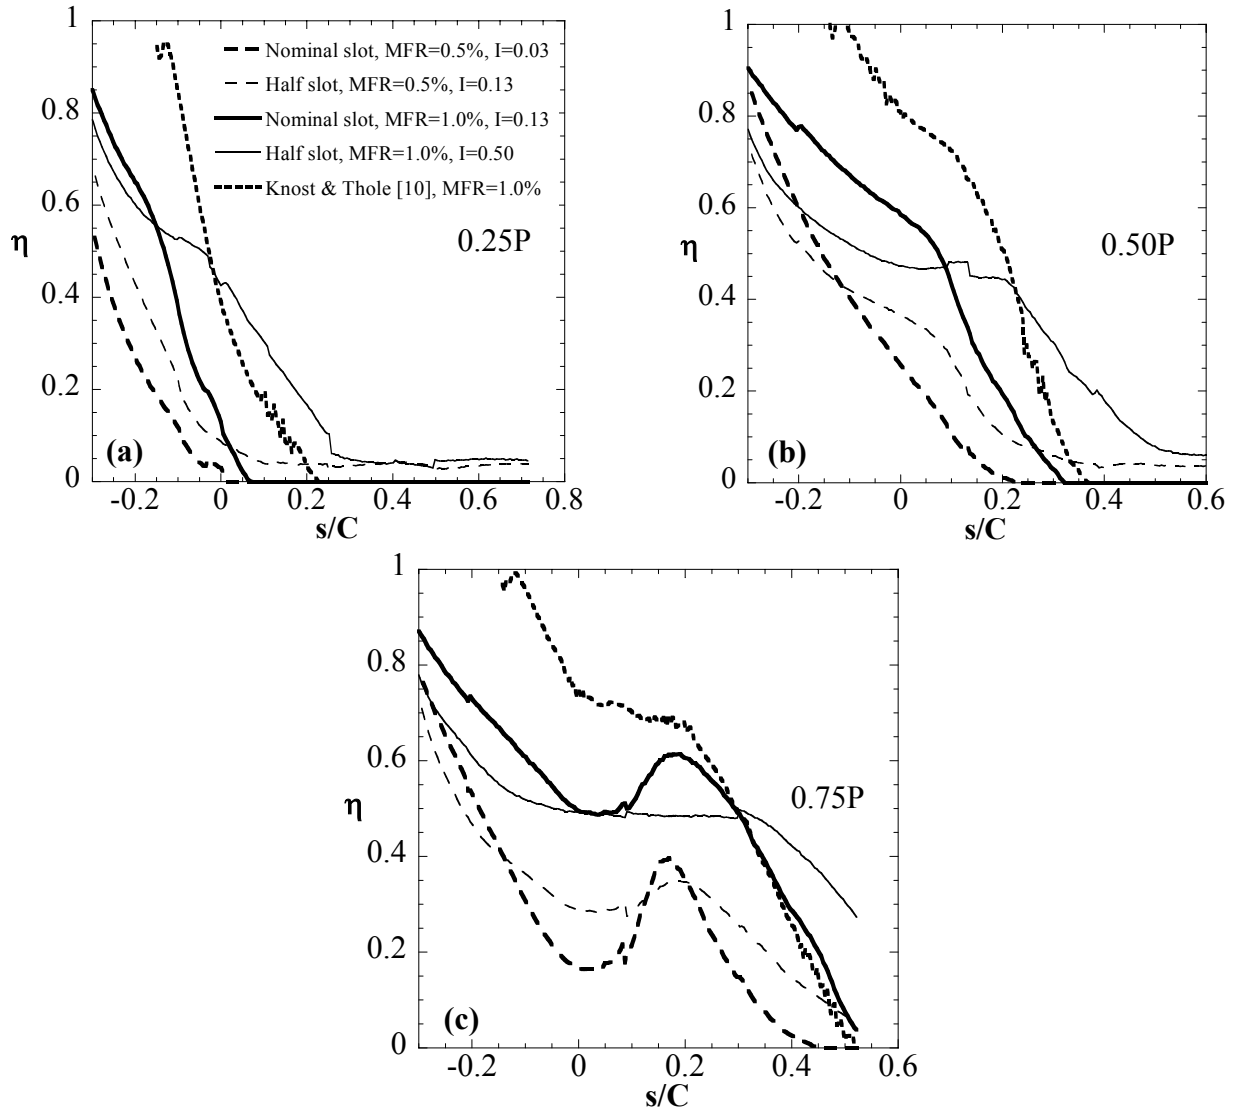 1
0.8
0.6
η
0.4
0.2
0
Nominal slot, MFR=0.5%, I=0.03
Half slot, MFR=0.5%, I=0.13
Nominal slot, MFR=1.0%, I=0.13
Half slot, MFR=1.0%, I=0.50
Knost & Thole [10], MFR=1.0%
0.25P
(a)
-0.2 0 0.2 0.4 0.6 0.8
s/C
1
0.8
0.6
η
0.4
0.2
0
0.50P
(b)
-0.2 0 0.2 0.4 0.6
s/C
1
0.8
0.6
η
0.4
0.2
0
0.75P
(c)
-0.2 0 0.2 0.4 0.6
s/C